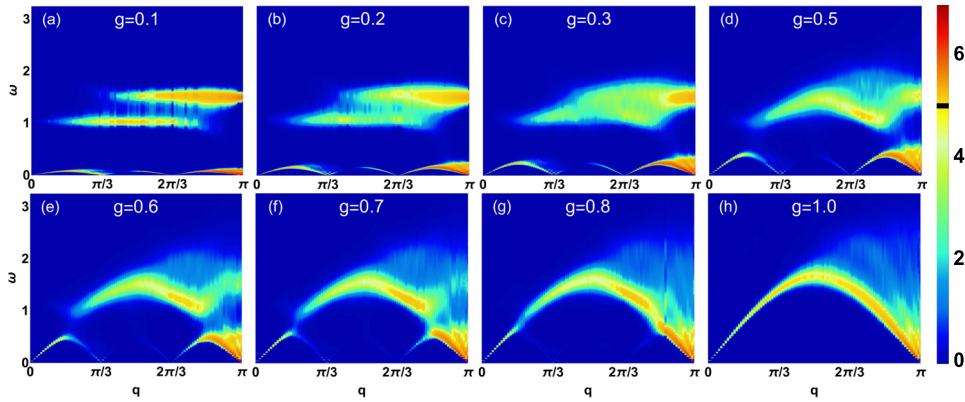 (a) g=0.1 (b) g=0.2 (c) g=0.3 (d) g=0.5
3
2
ω
1
0
0 π/3 2π/3 π 0 π/3 2π/3 π 0 π/3 2π/3 π 0 π/3 2π/3 π
(e) g=0.6 (f) g=0.7 (g) g=0.8 (h) g=1.0
3
2
ω
1
0
0 π/3 2π/3 π 0 π/3 2π/3 π 0 π/3 2π/3 π 0 π/3 2π/3 π
q q q q
6
4
2
0